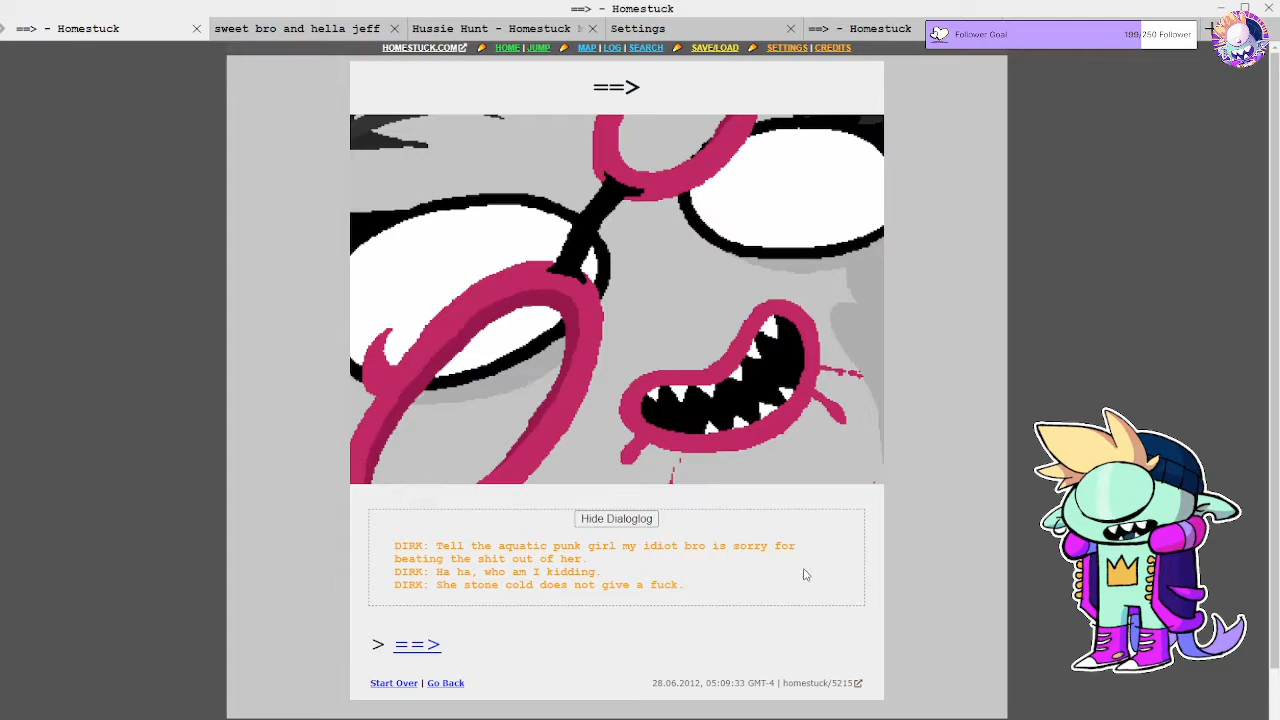 ==> - Homestuck
==> - Homestuck
sweet bro and hella jeff
Hussie Hunt - Homestuck
Settings
==> - Homestuck
Follower Goal
199/250 Follower
HOMESTUCK.COM
HOME | JUMP
MAP | LOG | SEARCH
SAVE/LOAD
SETTINGS | CREDITS
==>
Hide Dialoglog
DIRK: Tell the aquatic punk girl my idiot bro is sorry for
beating the shit out of her.
DIRK: Ha ha, who am I kidding.
DIRK: She stone cold does not give a fuck.
> ==>
Start Over | Go Back
28.06.2012, 05:09:33 GMT-4 | homestuck/5215